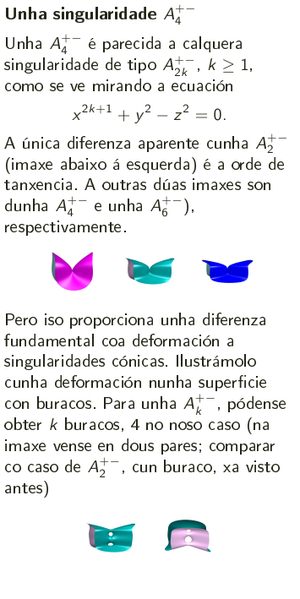 Unha singularidade $A_4^{+-}$
Unha $A_4^{+-}$ é parecida a calquera
singularidade de tipo $A_{2k}^{+-}$, $k \geq 1$,
como se ve mirando a ecuación
$x^{2k+1} + y^2 - z^2 = 0.$
A única diferenza aparente cunha $A_2^{+-}$
(imaxe abaixo á esquerda) é a orde de
tanxencia. A outras dúas imaxes son
dunha $A_4^{+-}$ e unha $A_6^{+-}$),
respectivamente.
Pero iso proporciona unha diferenza
fundamental coa deformación a
singularidades cónicas. Ilustrámolo
cunha deformación nunha superficie
con buracos. Para unha $A_k^{+-}$, pódense
obter $k$ buracos, 4 no noso caso (na
imaxe vense en dous pares; comparar
co caso de $A_2^{+-}$, cun buraco, xa visto
antes)